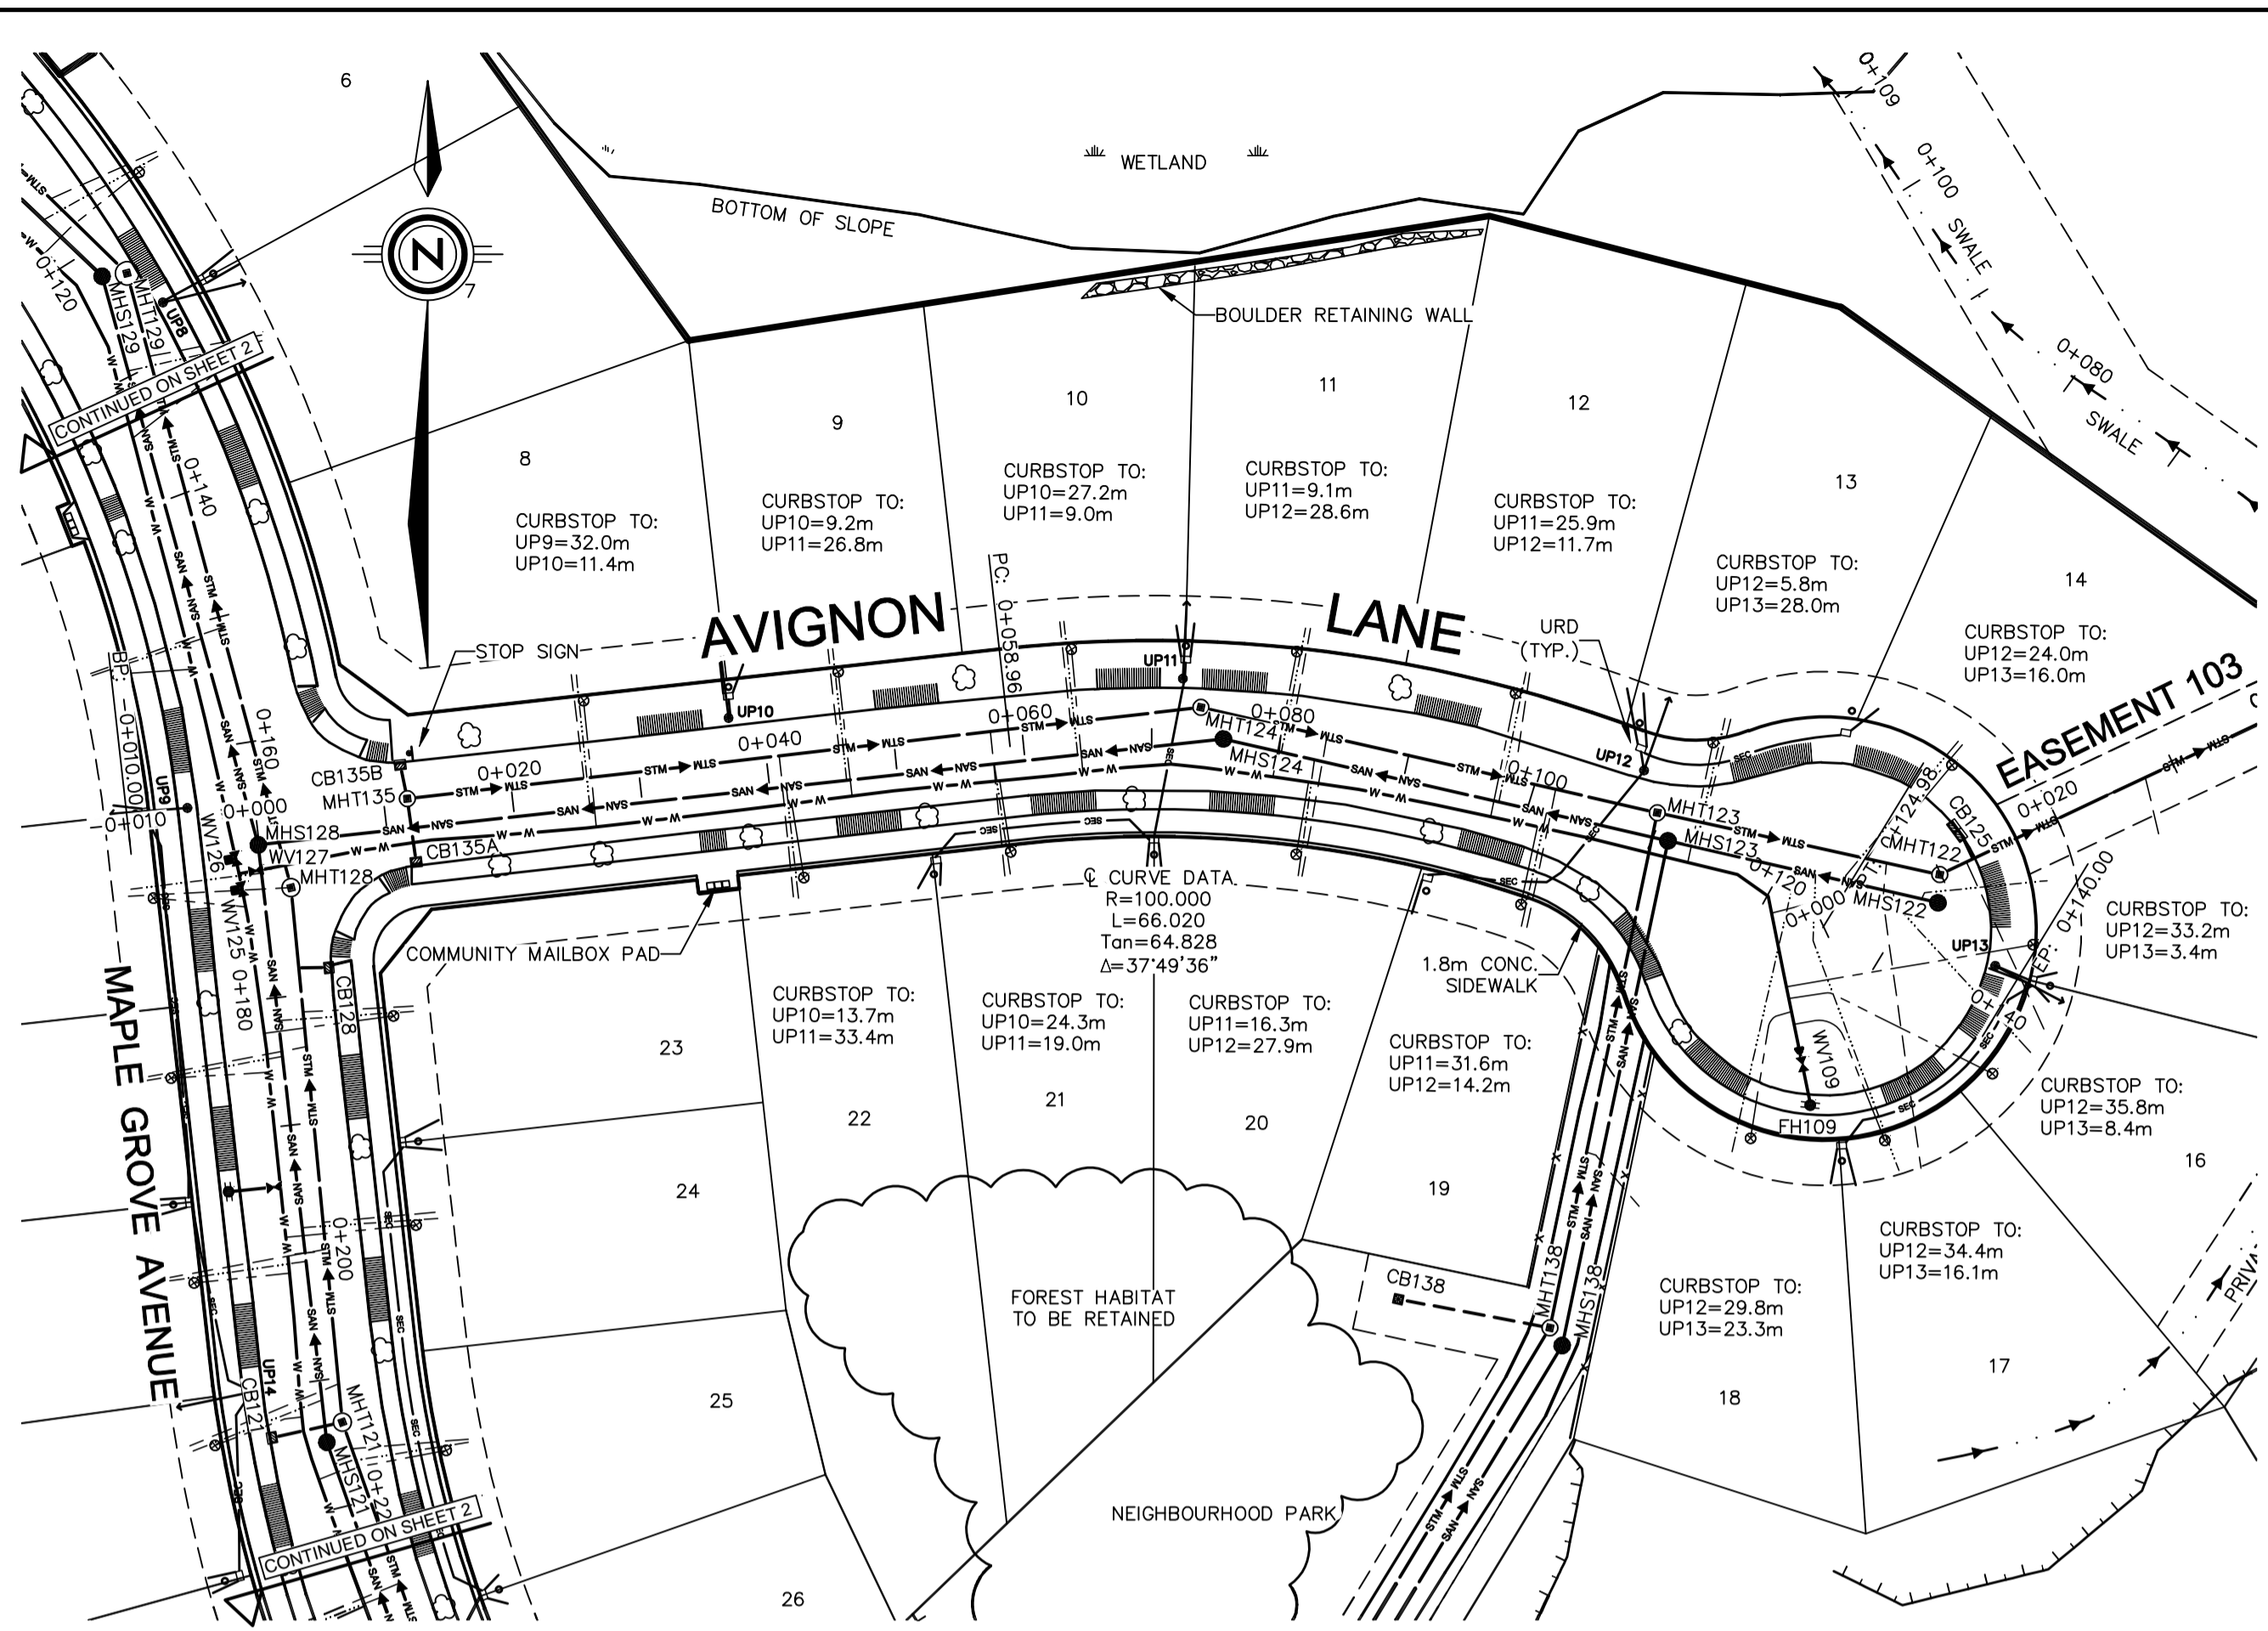 6
WETLAND
BOTTOM OF SLOPE
0+109
0+100
SWALE
0+080
SWALE
N
7
BOULDER RETAINING WALL
STM
W
0+120
MHS129
MHT129
UP8
CONTINUED ON SHEET 2
0+140
8
CURBSTOP TO:
UP9=32.0m
UP10=11.4m
9
CURBSTOP TO:
UP10=9.2m
UP11=26.8m
10
CURBSTOP TO:
UP10=27.2m
UP11=9.0m
11
CURBSTOP TO:
UP11=9.1m
UP12=28.6m
12
CURBSTOP TO:
UP11=25.9m
UP12=11.7m
13
CURBSTOP TO:
UP12=5.8m
UP13=28.0m
14
CURBSTOP TO:
UP12=24.0m
UP13=16.0m
AVIGNON LANE
PC: 0+058.96
STOP SIGN
URD
(TYP.)
EASEMENT 103
0+020
UP10
UP11
UP12
BP: -0+010.000
-0+010
UP9
0+160
0+000
CB135B
MHT135
0+020
0+040
0+060
0+080
0+100
0+120
MHT124
MHS124
MHT123
MHS123
MHT122
MHS122
CB125
0+124.98
0+000
MHS128
WV127
WV126
MHT128
CB135A
WV125
0+180
CB128
STM STM
SAN SAN
W W
SEC
COMMUNITY MAILBOX PAD
℄ CURVE DATA
R=100.000
L=66.020
Tan=64.828
Δ=37°49'36"
1.8m CONC.
SIDEWALK
UP13
EP: 0+140.00
WV109
FH109
CURBSTOP TO:
UP12=33.2m
UP13=3.4m
CURBSTOP TO:
UP12=35.8m
UP13=8.4m
16
MAPLE GROVE AVENUE
23
CURBSTOP TO:
UP10=13.7m
UP11=33.4m
22
CURBSTOP TO:
UP10=24.3m
UP11=19.0m
21
CURBSTOP TO:
UP11=16.3m
UP12=27.9m
20
CURBSTOP TO:
UP11=31.6m
UP12=14.2m
19
24
0+200
FOREST HABITAT
TO BE RETAINED
CB138
MHT138
MHS138
CURBSTOP TO:
UP12=29.8m
UP13=23.3m
18
CURBSTOP TO:
UP12=34.4m
UP13=16.1m
17
UP14
CB121
MHT121
MHS121
25
NEIGHBOURHOOD PARK
CONTINUED ON SHEET 2
26